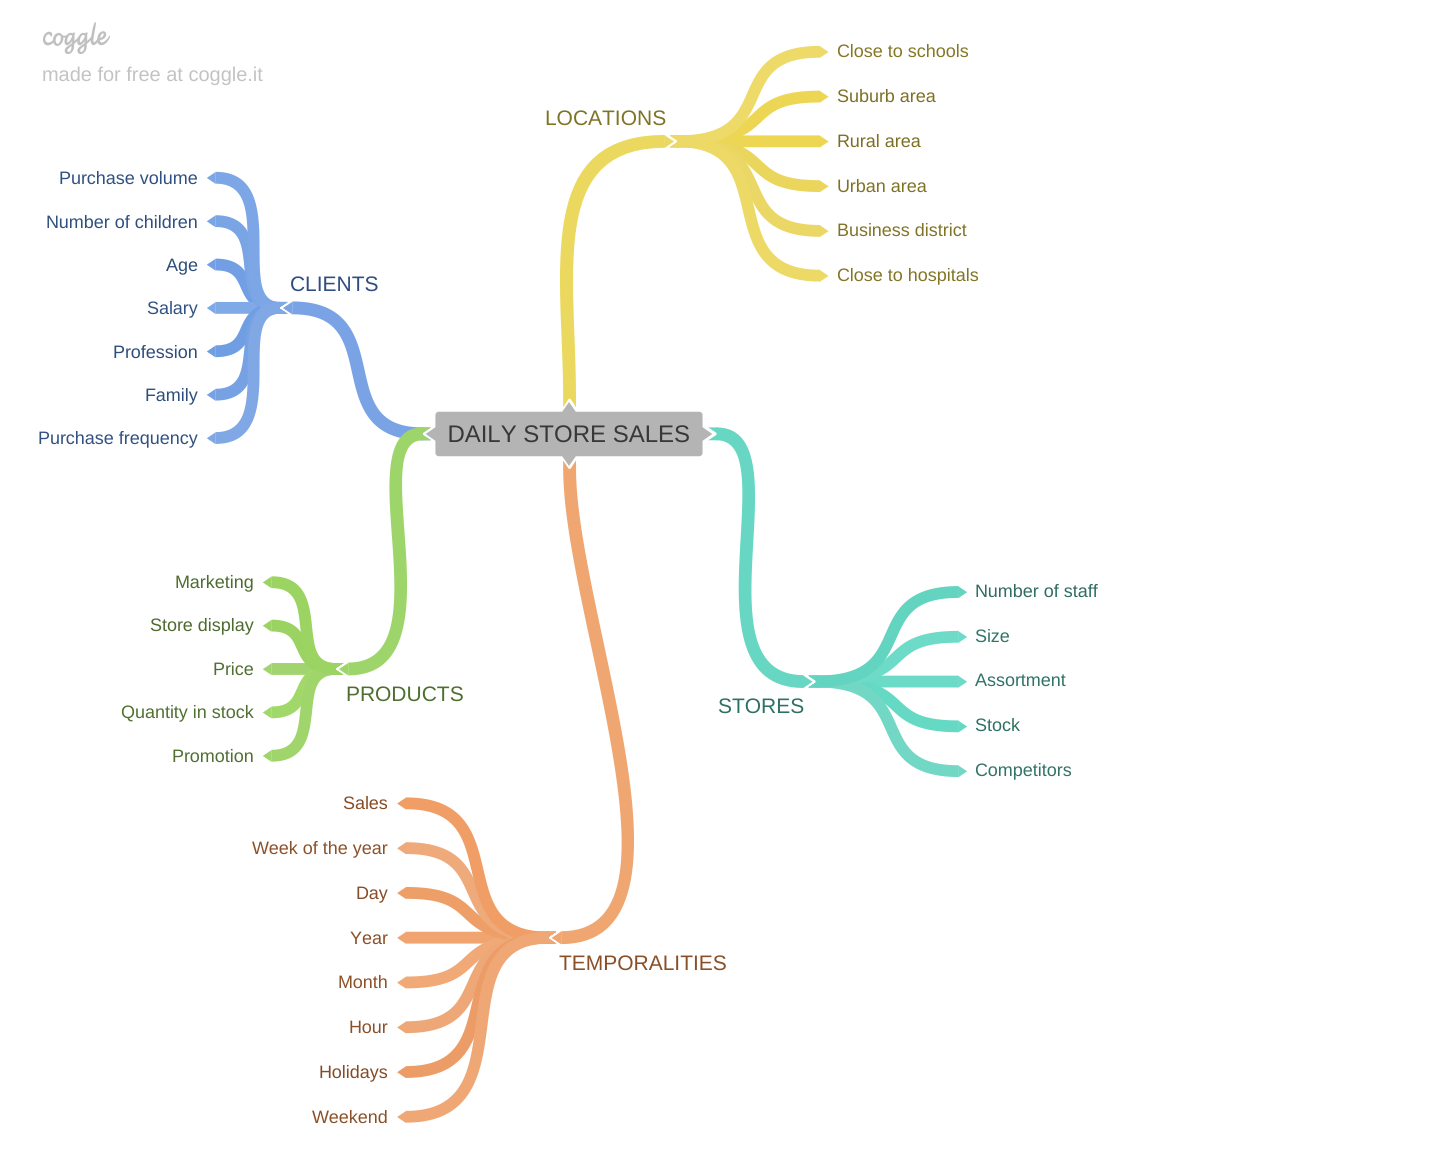 coggle
made for free at coggle.it
LOCATIONS
Close to schools
Suburb area
Rural area
Urban area
Business district
Close to hospitals
CLIENTS
Purchase volume
Number of children
Age
Salary
Profession
Family
Purchase frequency
DAILY STORE SALES
PRODUCTS
Marketing
Store display
Price
Quantity in stock
Promotion
STORES
Number of staff
Size
Assortment
Stock
Competitors
TEMPORALITIES
Sales
Week of the year
Day
Year
Month
Hour
Holidays
Weekend